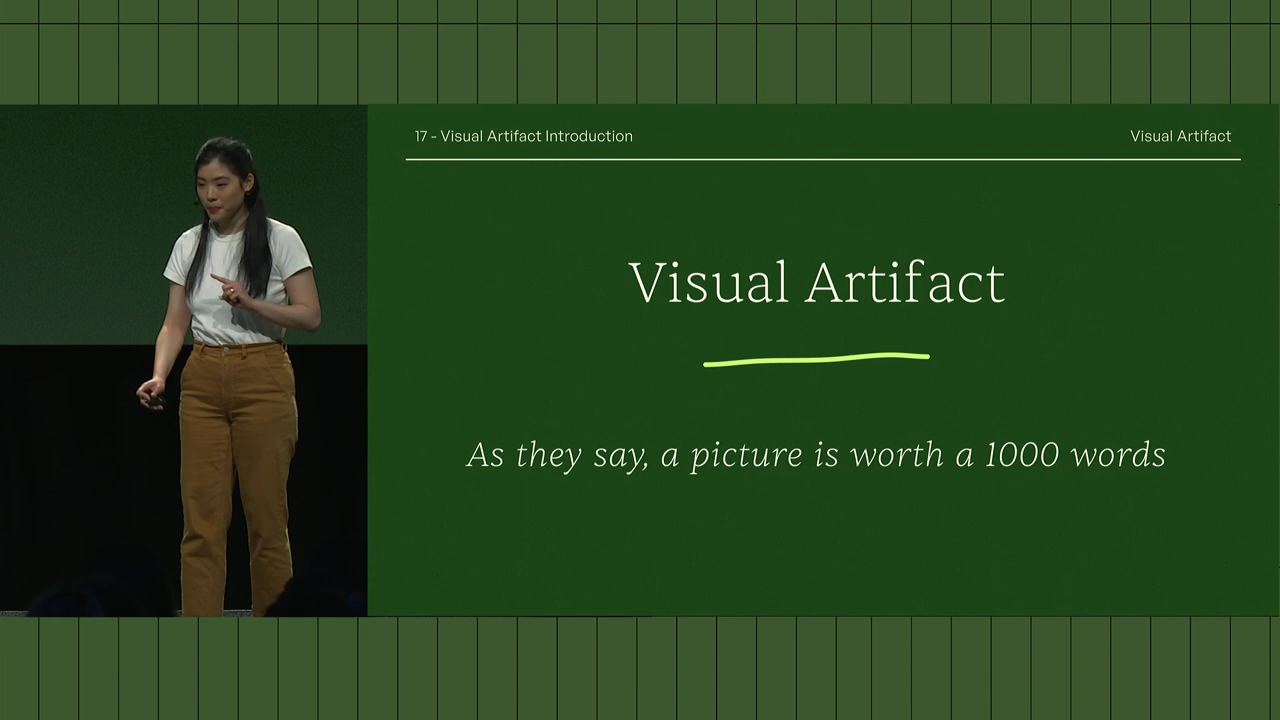 17 - Visual Artifact Introduction
Visual Artifact
Visual Artifact
As they say, a picture is worth a 1000 words